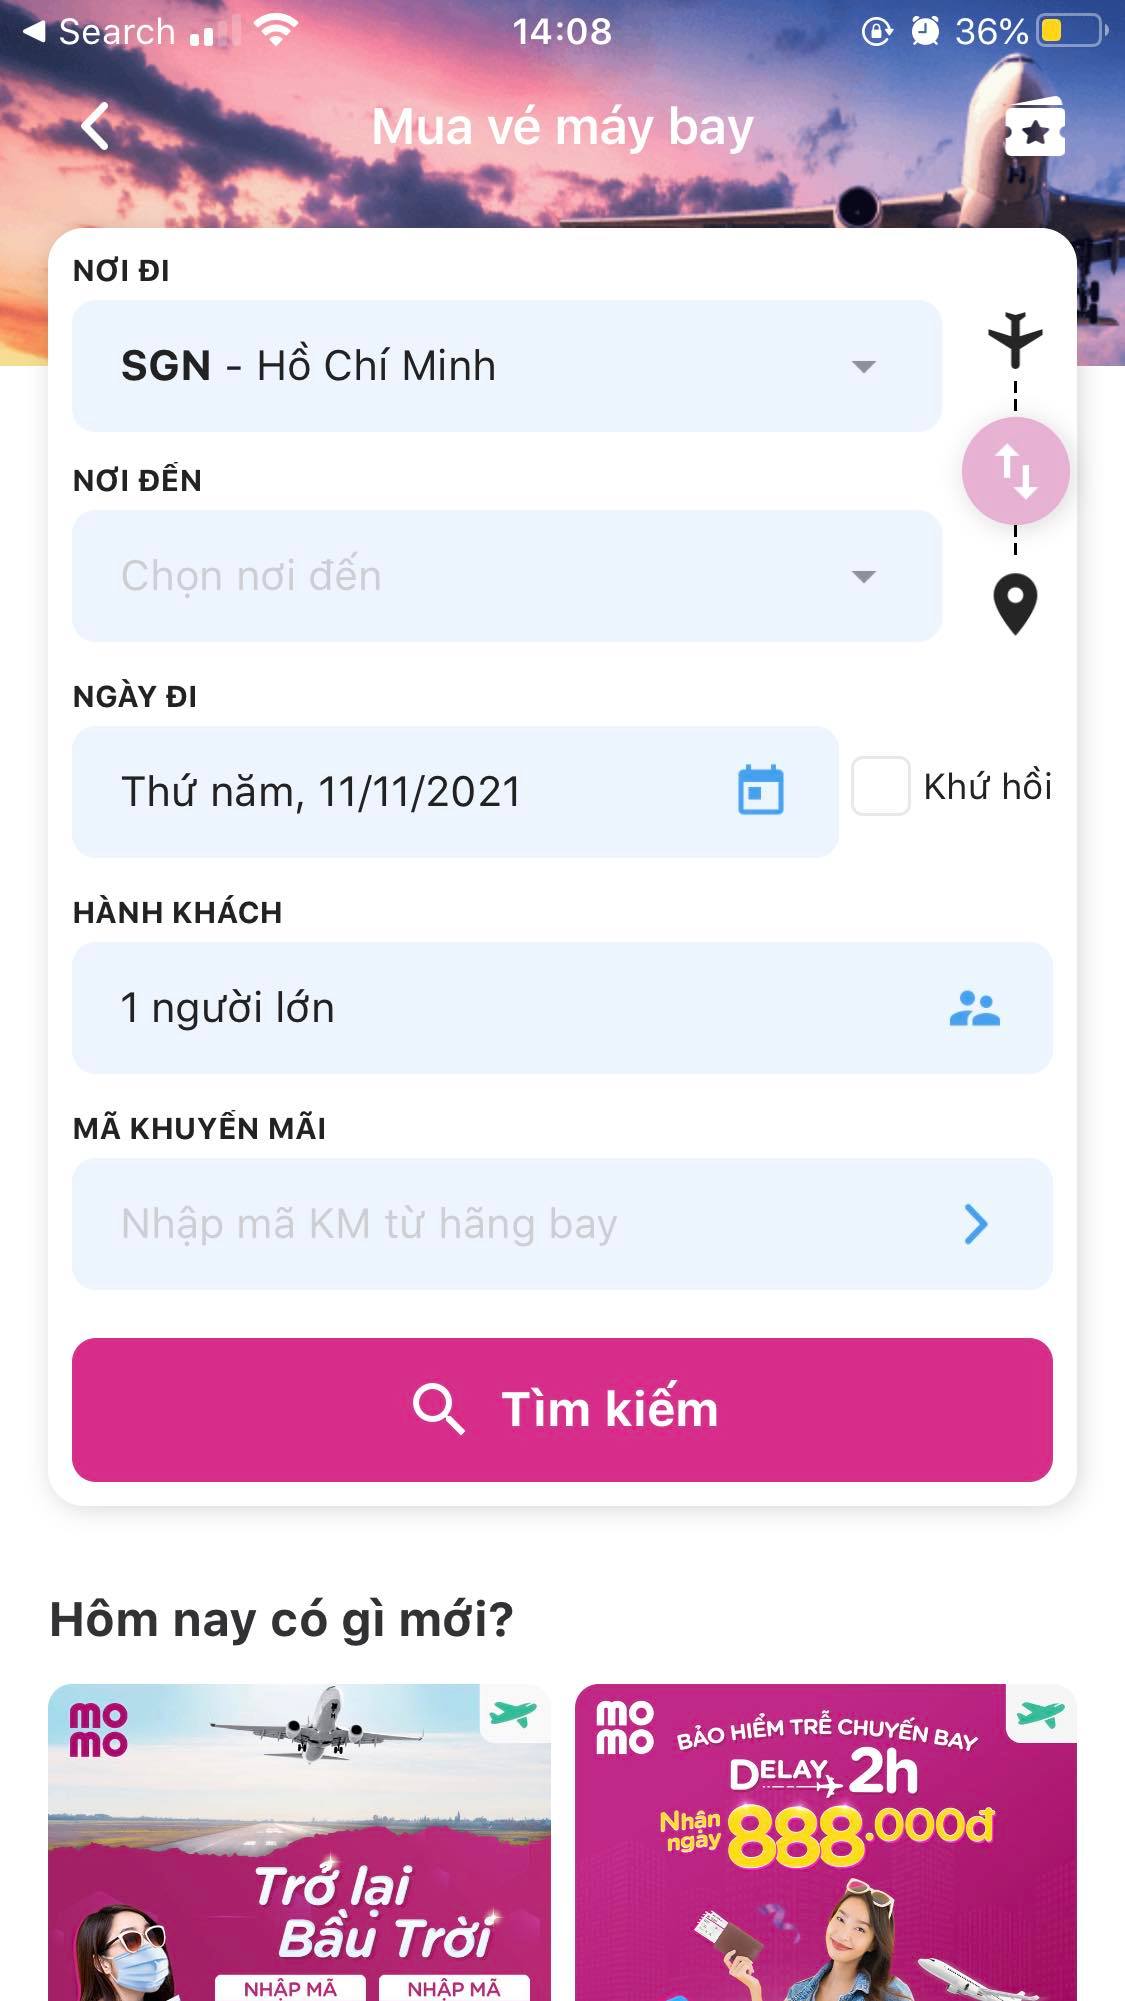 Search
14:08
36%
Mua vé máy bay
NƠI ĐI
SGN - Hồ Chí Minh
NƠI ĐẾN
Chọn nơi đến
NGÀY ĐI
Thứ năm, 11/11/2021
Khứ hồi
HÀNH KHÁCH
1 người lớn
MÃ KHUYẾN MÃI
Nhập mã KM từ hãng bay
Tìm kiếm
Hôm nay có gì mới?
mo
mo
Trở lại
Bầu Trời
NHẬP MÃ
NHẬP MÃ
mo
mo
BẢO HIỂM TRỄ CHUYẾN BAY
DELAY 2h
Nhận
ngay
888.000đ